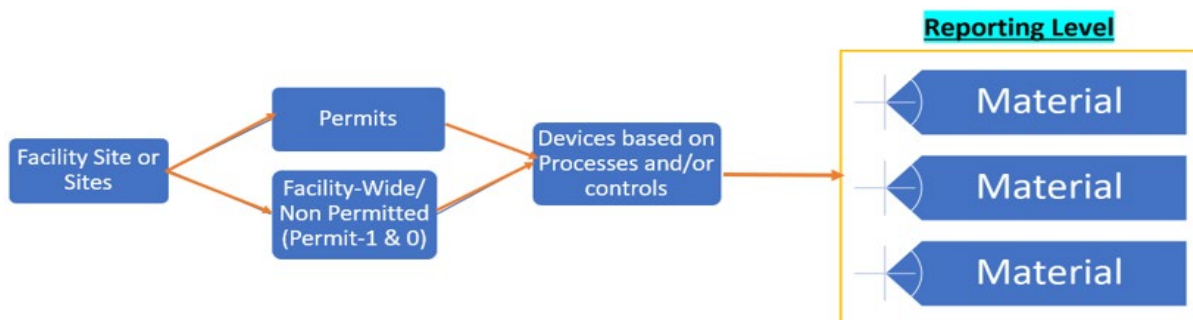 Reporting Level
Facility Site or
Sites
Permits
Facility-Wide/
Non Permitted
(Permit-1 & 0)
Devices based on
Processes and/or
controls
Material
Material
Material